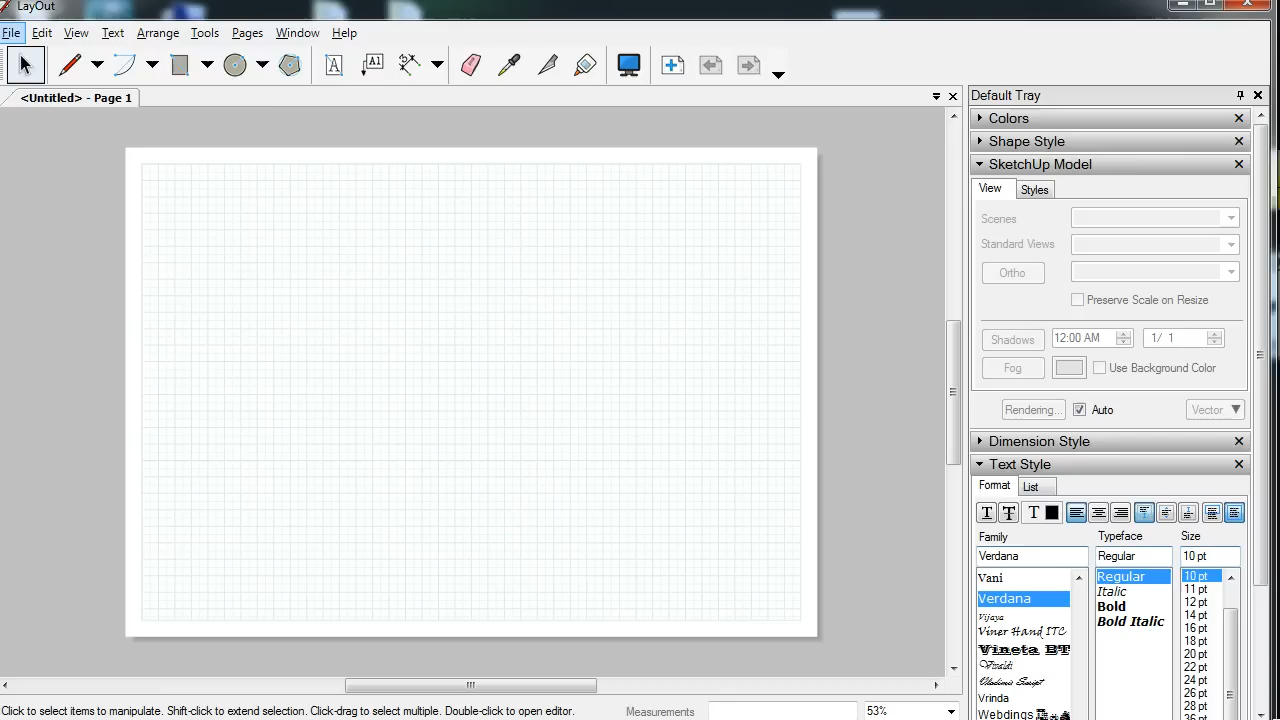 LayOut
File Edit View Text Arrange Tools Pages Window Help
A A1
<Untitled> - Page 1
Default Tray
Colors
Shape Style
SketchUp Model
View Styles
Scenes
Standard Views
Ortho
Preserve Scale on Resize
Shadows 12:00 AM 1/ 1
Fog Use Background Color
Rendering... Auto Vector
Dimension Style
Text Style
Format List
T T T
Family Typeface Size
Verdana Regular 10 pt
Vani Regular 10 pt
Verdana Italic 11 pt
Vijaya Bold 12 pt
Viner Hand ITC Bold Italic 14 pt
Vineta BT 16 pt
Vivaldi 18 pt
Vladimir Script 20 pt
Vrinda 22 pt
Webdings 24 pt
26 pt
28 pt
Click to select items to manipulate. Shift-click to extend selection. Click-drag to select multiple. Double-click to open editor. Measurements 53%